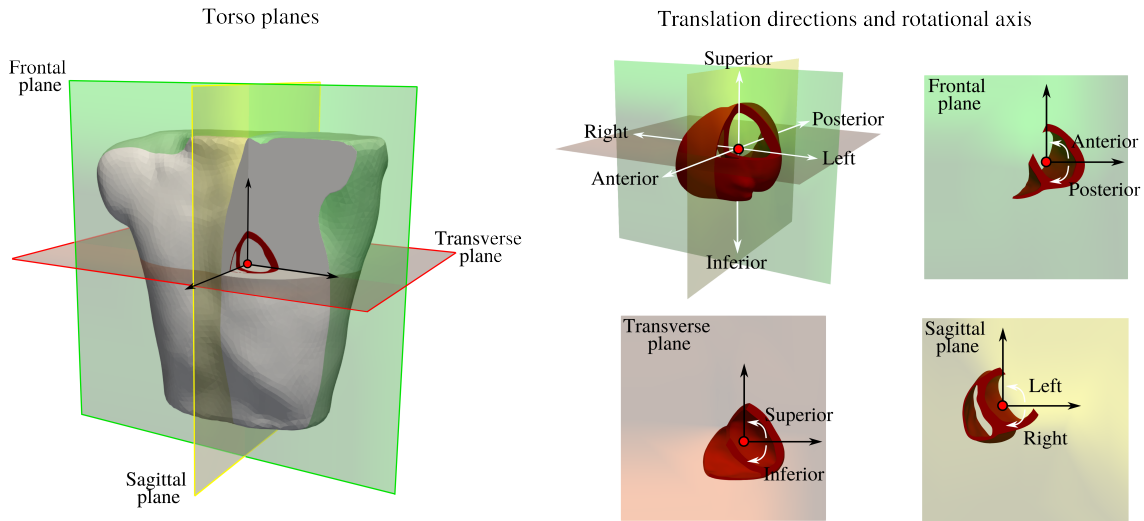 Torso planes
Frontal
plane
Transverse
plane
Sagittal
plane
Translation directions and rotational axis
Superior
Posterior
Right
Left
Anterior
Inferior
Frontal
plane
Anterior
Posterior
Transverse
plane
Superior
Inferior
Sagittal
plane
Left
Right